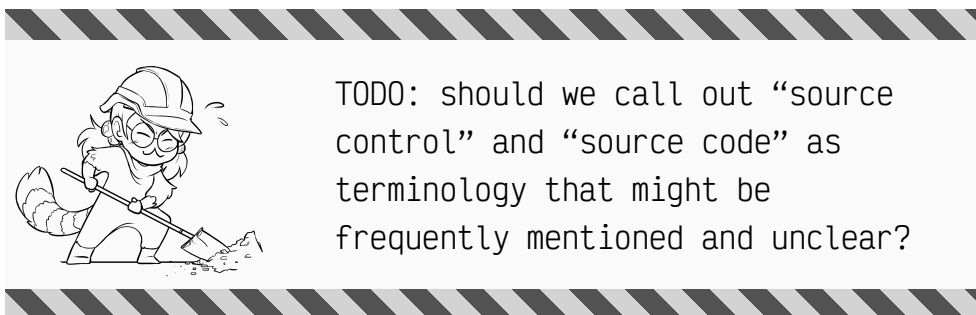 TODO: should we call out “source
control” and “source code” as
terminology that might be
frequently mentioned and unclear?